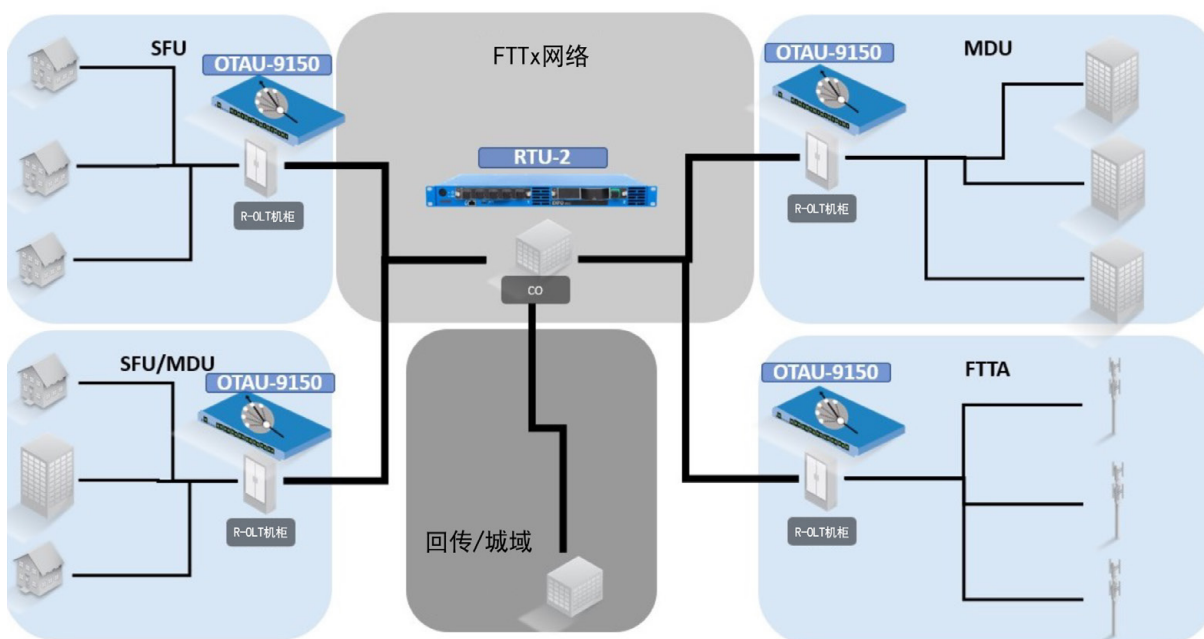 SFU
OTAU-9150
R-OLT机柜
FTTx网络
RTU-2
CO
OTAU-9150
MDU
R-OLT机柜
SFU/MDU
OTAU-9150
R-OLT机柜
回传/城域
OTAU-9150
FTTA
R-OLT机柜